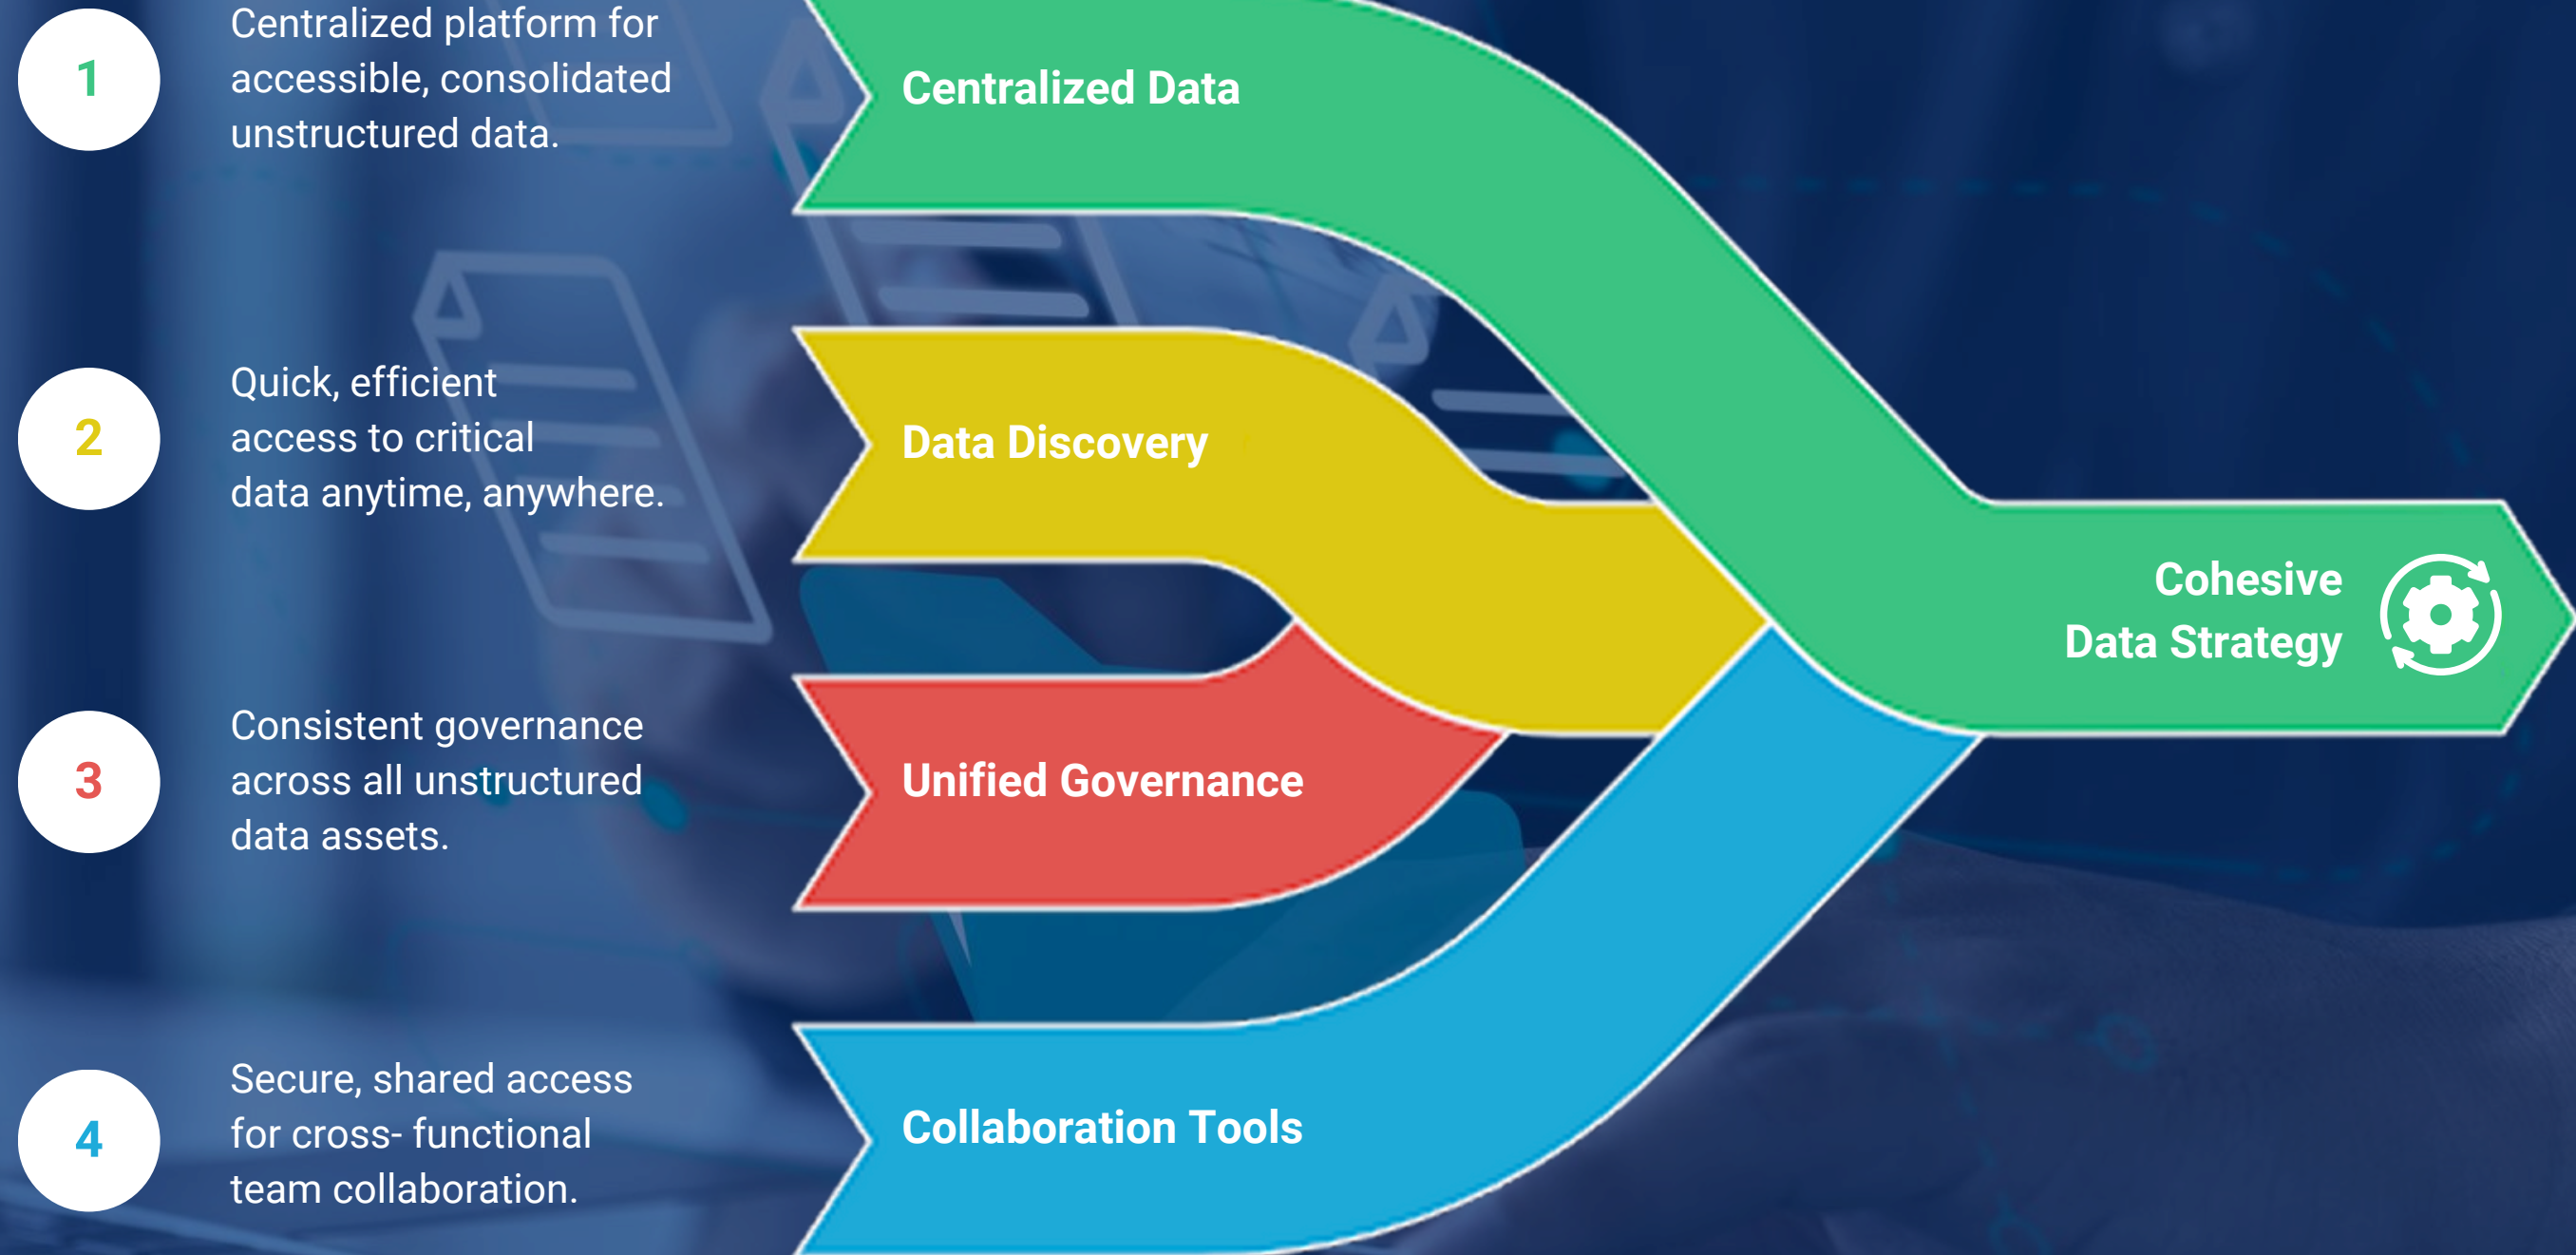 1
Centralized platform for
accessible, consolidated
unstructured data.
Centralized Data
2
Quick, efficient
access to critical
data anytime, anywhere.
Data Discovery
3
Consistent governance
across all unstructured
data assets.
Unified Governance
4
Secure, shared access
for cross- functional
team collaboration.
Collaboration Tools
Cohesive
Data Strategy